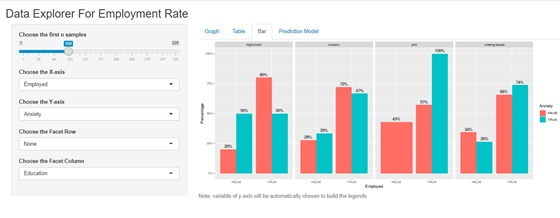 Data Explorer For Employment Rate
Choose the first n samples
100
Choose the X-axis
Employed
Choose the Y-axis
Anxiety
Choose the Facet Row
None
Choose the Facet Column
Education
Graph Table Bar Prediction Model
highschool masters phd undergraduate
100%
75%
50%
25%
0%
Percentage
20% 50% 80% 50%
28% 33% 72% 67%
43% 57% 100%
34% 26% 66% 74%
FALSE TRUE FALSE TRUE FALSE TRUE FALSE TRUE
Employed
Anxiety
FALSE
TRUE
Note, variable of y-axis will be automatically chosen to build the legends